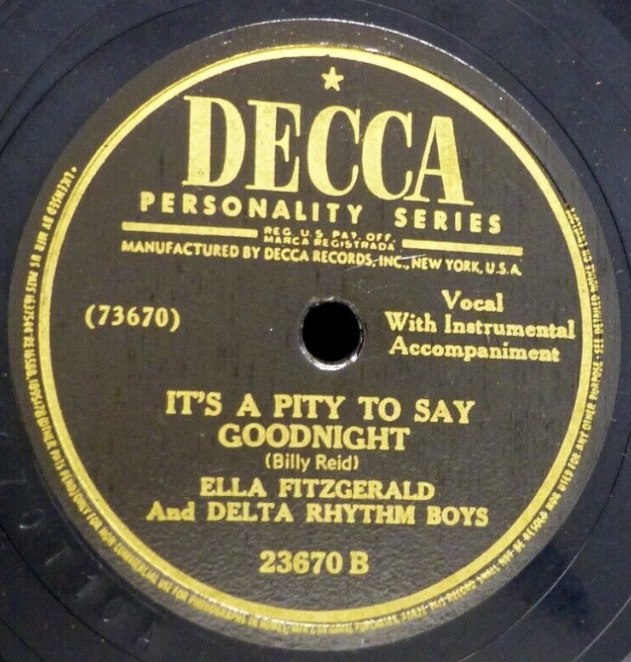 DECCA
PERSONALITY SERIES
REG. U.S. PAT. OFF.
MARCA REGISTRADA
MANUFACTURED BY DECCA RECORDS, INC., NEW YORK, U.S.A.
(73670)
Vocal
With Instrumental
Accompaniment
IT'S A PITY TO SAY
GOODNIGHT
(Billy Reid)
ELLA FITZGERALD
And DELTA RHYTHM BOYS
23670 B